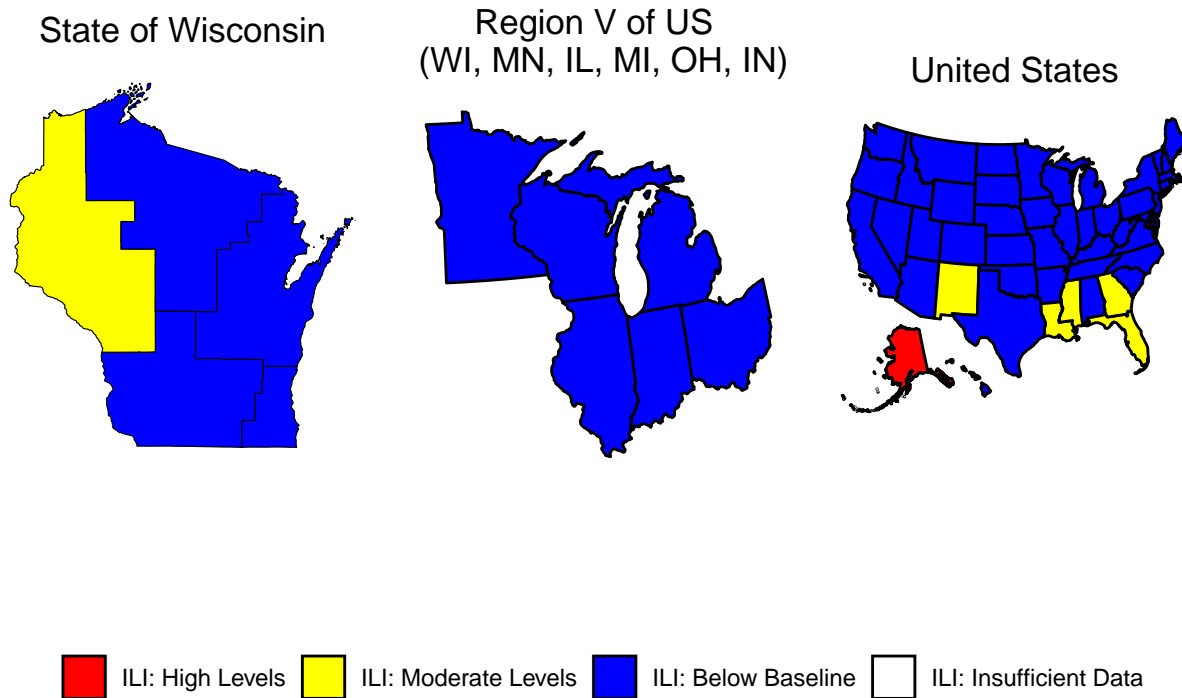 State of Wisconsin
Region V of US
(WI, MN, IL, MI, OH, IN)
United States
ILI: High Levels
ILI: Moderate Levels
ILI: Below Baseline
ILI: Insufficient Data